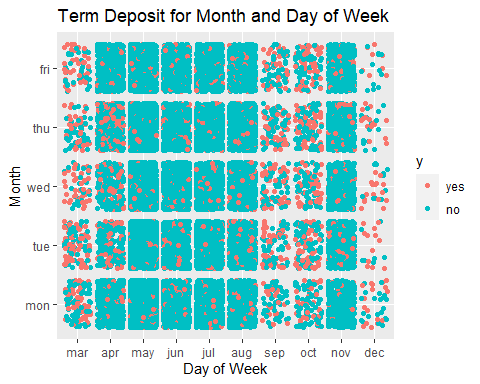 Term Deposit for Month and Day of Week
fri
thu
wed
tue
mon
Month
mar apr may jun jul aug sep oct nov dec
Day of Week
y
yes
no